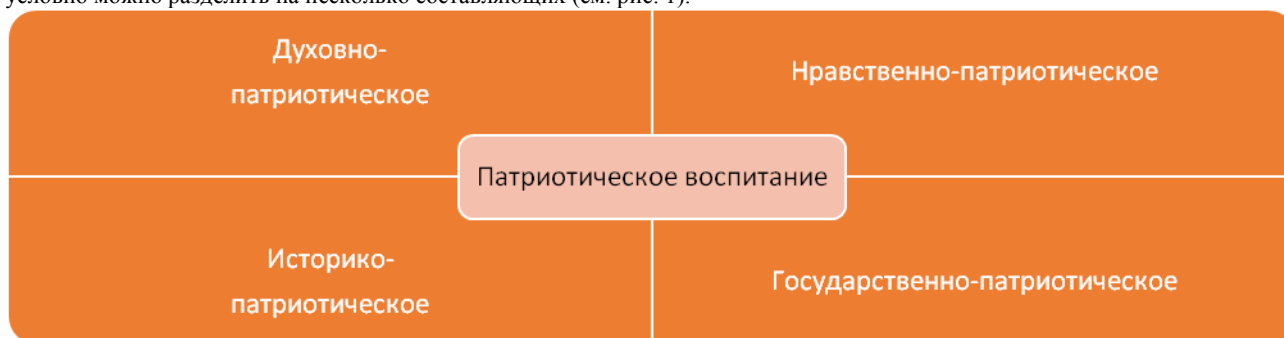 условно можно разделить на несколько составляющих (см. рис. 1).
Духовно-
патриотическое
Нравственно-патриотическое
Патриотическое воспитание
Историко-
патриотическое
Государственно-патриотическое